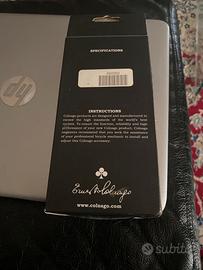 hp
SPECIFICATIONS
INSTRUCTIONS
Colnago products are designed and manufactured to
exceed the high standards of the world's best
cyclists. To ensure the function, reliability and high
performance of your new Colnago product, Colnago
engineers recommend that you seek the assistance
of a professional bicycle mechanic to install and
adjust your Colnago accessory.
Ernesto Colnago
www.colnago.com
subito